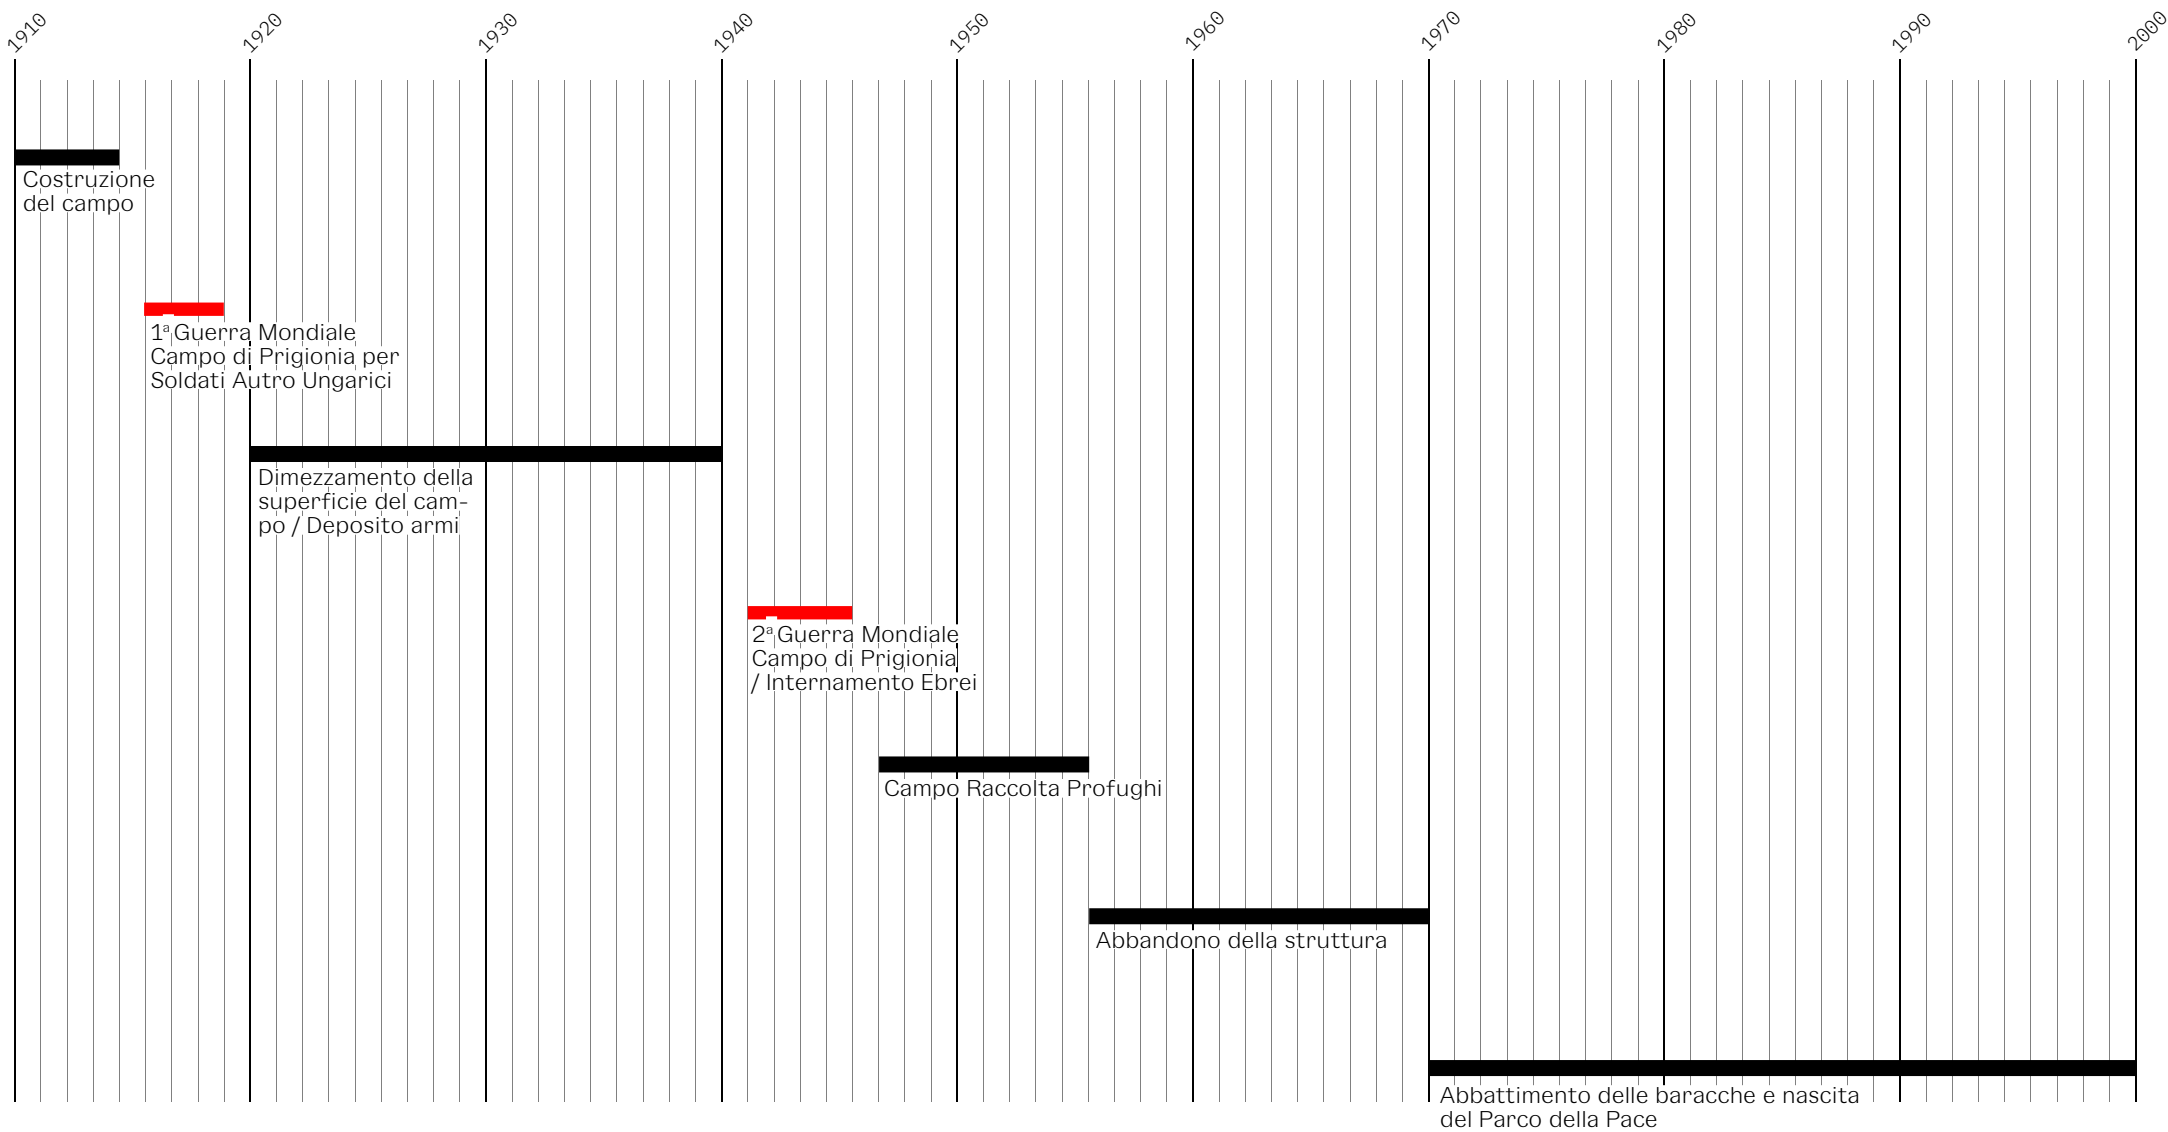 1910
1920
1930
1940
1950
1960
1970
1980
1990
2000
Costruzione
del campo
1ª Guerra Mondiale
Campo di Prigionia per
Soldati Autro Ungarici
Dimezzamento della
superficie del cam-
po / Deposito armi
2ª Guerra Mondiale
Campo di Prigionia
/ Internamento Ebrei
Campo Raccolta Profughi
Abbandono della struttura
Abbattimento delle baracche e nascita
del Parco della Pace